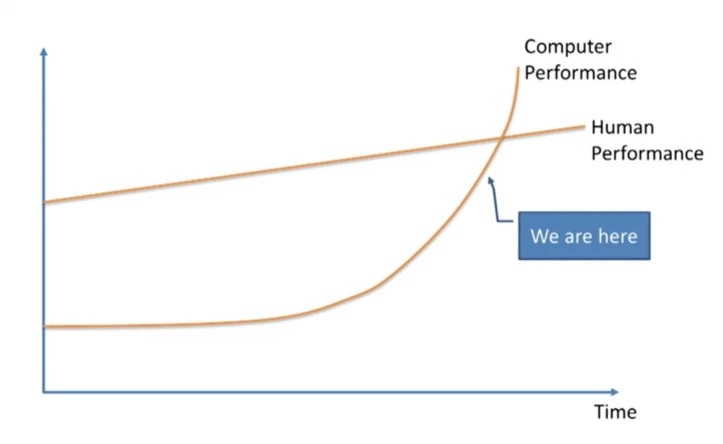 Computer
Performance
Human
Performance
We are here
Time